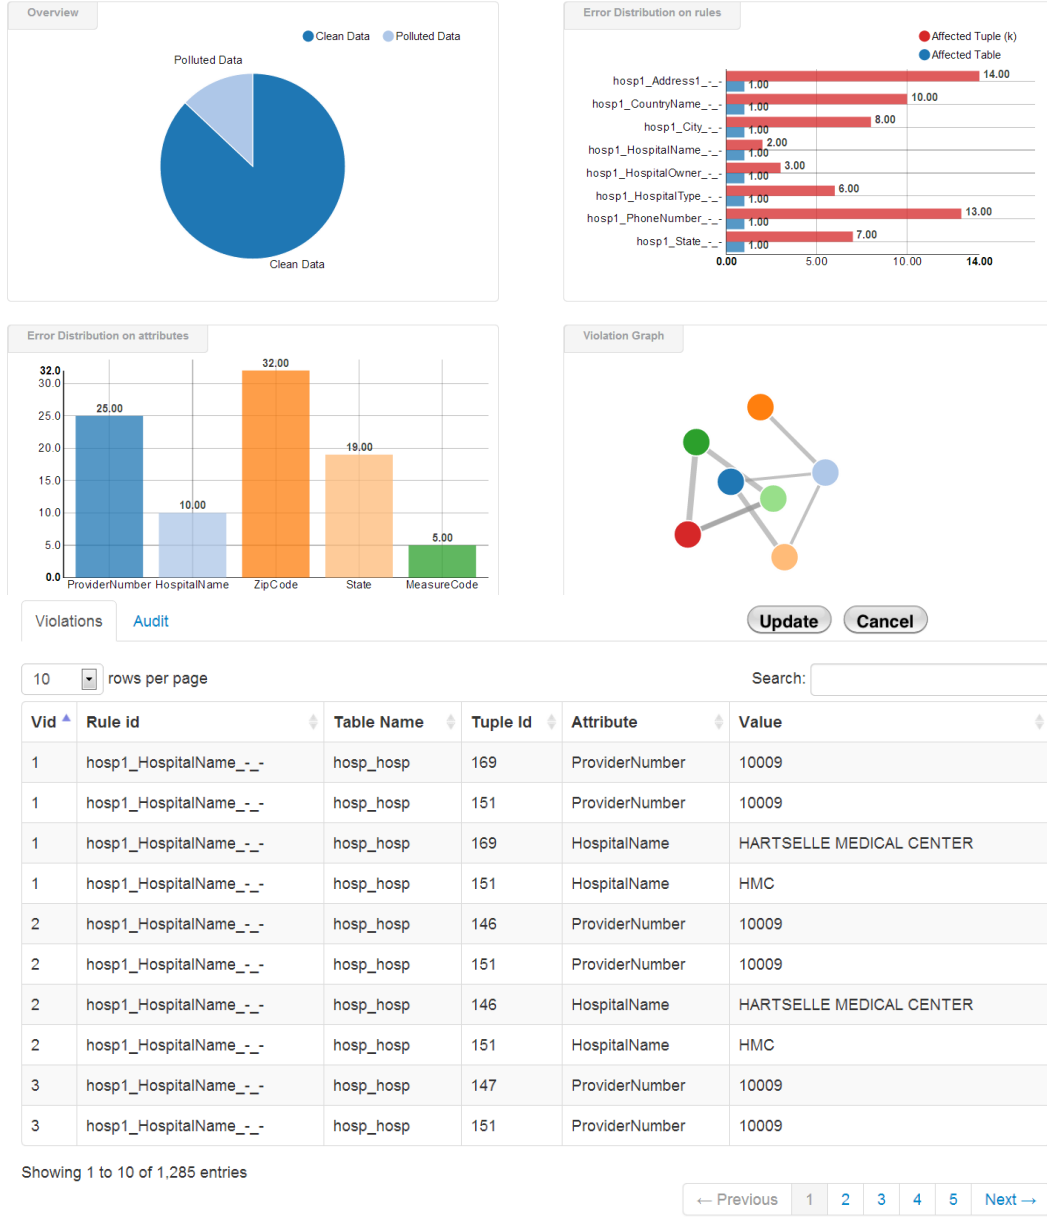 Overview
Clean Data Polluted Data
Polluted Data
Clean Data
Error Distribution on rules
Affected Tuple (k)
Affected Table
hosp1_Address1_-_- 14.00
1.00
hosp1_CountryName_-_- 10.00
1.00
hosp1_City_-_- 8.00
1.00
hosp1_HospitalName_-_- 2.00
1.00
hosp1_HospitalOwner_-_- 3.00
1.00
hosp1_HospitalType_-_- 6.00
1.00
hosp1_PhoneNumber_-_- 13.00
1.00
hosp1_State_-_- 7.00
1.00
0.00 5.00 10.00 14.00
Error Distribution on attributes
32.0
30.0
25.0
20.0
15.0
10.0
5.0
0.0
25.00
10.00
32.00
19.00
5.00
ProviderNumber HospitalName ZipCode State MeasureCode
Violation Graph
Violations Audit Update Cancel
10 rows per page Search:
Vid Rule id Table Name Tuple Id Attribute Value
1 hosp1_HospitalName_-_- hosp_hosp 169 ProviderNumber 10009
1 hosp1_HospitalName_-_- hosp_hosp 151 ProviderNumber 10009
1 hosp1_HospitalName_-_- hosp_hosp 169 HospitalName HARTSELLE MEDICAL CENTER
1 hosp1_HospitalName_-_- hosp_hosp 151 HospitalName HMC
2 hosp1_HospitalName_-_- hosp_hosp 146 ProviderNumber 10009
2 hosp1_HospitalName_-_- hosp_hosp 151 ProviderNumber 10009
2 hosp1_HospitalName_-_- hosp_hosp 146 HospitalName HARTSELLE MEDICAL CENTER
2 hosp1_HospitalName_-_- hosp_hosp 151 HospitalName HMC
3 hosp1_HospitalName_-_- hosp_hosp 147 ProviderNumber 10009
3 hosp1_HospitalName_-_- hosp_hosp 151 ProviderNumber 10009
Showing 1 to 10 of 1,285 entries
← Previous 1 2 3 4 5 Next →